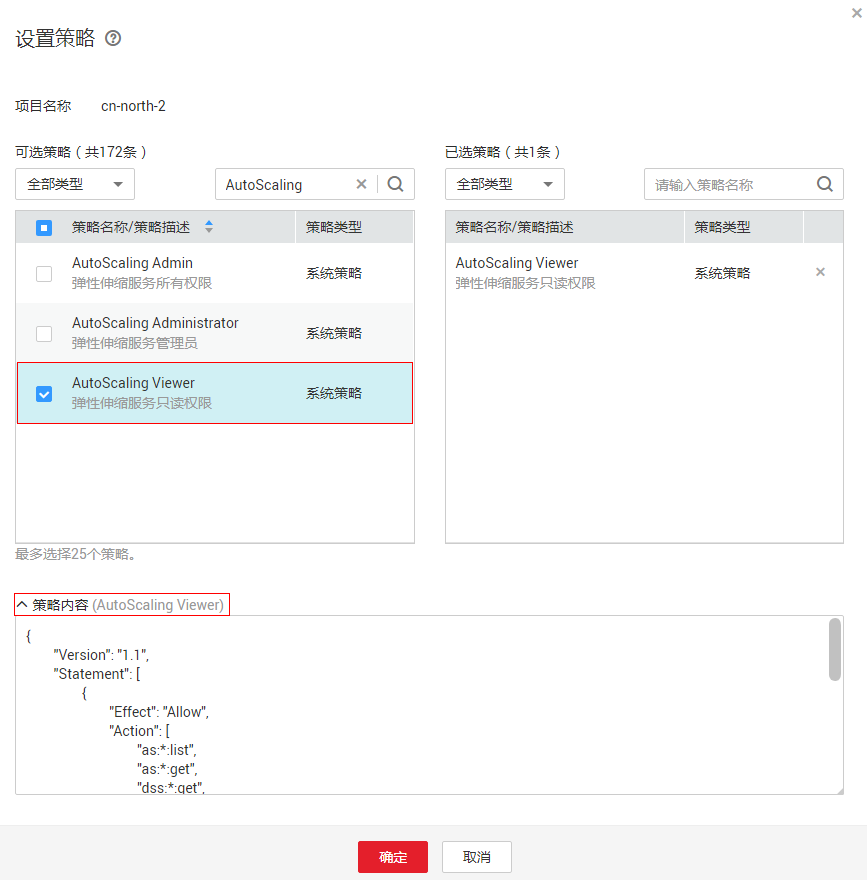 设置策略
项目名称 cn-north-2
可选策略（共172条）
全部类型 AutoScaling
策略名称/策略描述 策略类型
AutoScaling Admin
弹性伸缩服务所有权限
系统策略
AutoScaling Administrator
弹性伸缩服务管理员
系统策略
AutoScaling Viewer
弹性伸缩服务只读权限
系统策略
最多选择25个策略。
已选策略（共1条）
全部类型 请输入策略名称
策略名称/策略描述 策略类型
AutoScaling Viewer
弹性伸缩服务只读权限
系统策略
策略内容 (AutoScaling Viewer)
{
"Version": "1.1",
"Statement": [
{
"Effect": "Allow",
"Action": [
"as:*:list",
"as:*:get",
"dss:*:get",
确定 取消